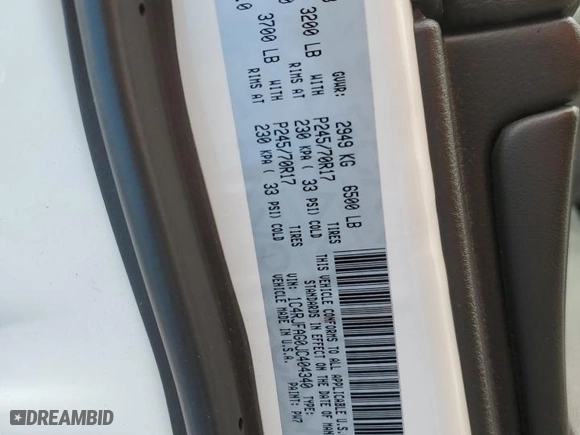 GVWR: 2949 KG 6500 LB
3200 LB WITH P245/70R17 TIRES
RIMS AT 230 KPA ( 33 PSI) COLD
3700 LB WITH P245/70R17 TIRES
RIMS AT 230 KPA ( 33 PSI) COLD
THIS VEHICLE CONFORMS TO ALL APPLICABLE U.S.
STANDARDS IN EFFECT ON THE DATE OF MAN
VIN: 1C4RJFAG0JC404340 TYPE:
VEHICLE MADE IN U.S.A. PAINT: PW7
DREAMBID